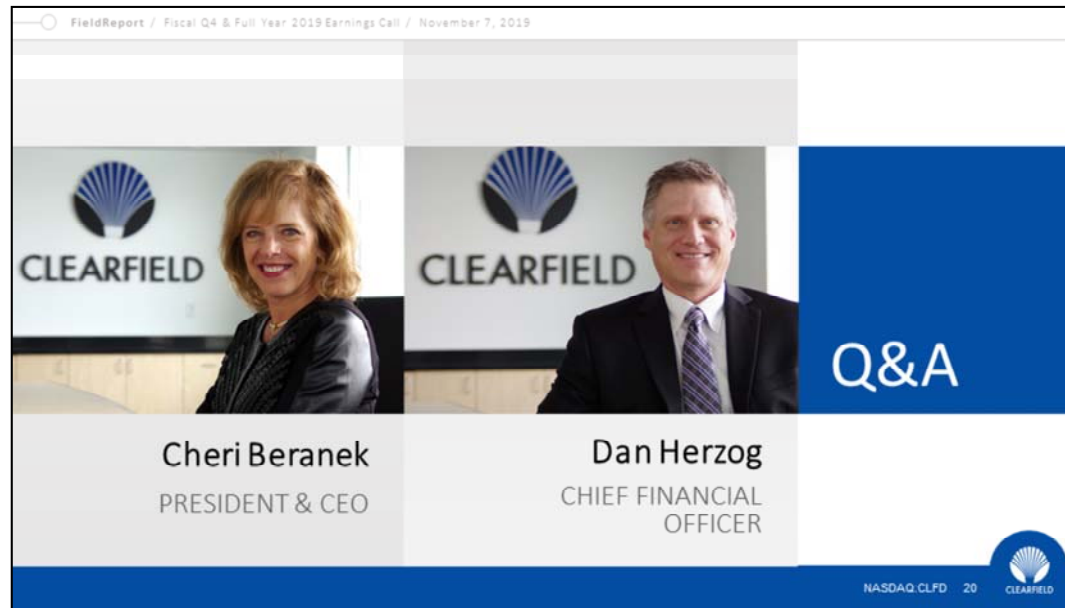 FieldReport / Fiscal Q4 & Full Year 2019 Earnings Call / November 7, 2019
CLEARFIELD
CLEARFIELD
Q&A
Cheri Beranek
PRESIDENT & CEO
Dan Herzog
CHIEF FINANCIAL
OFFICER
NASDAQ:CLFD 20
CLEARFIELD